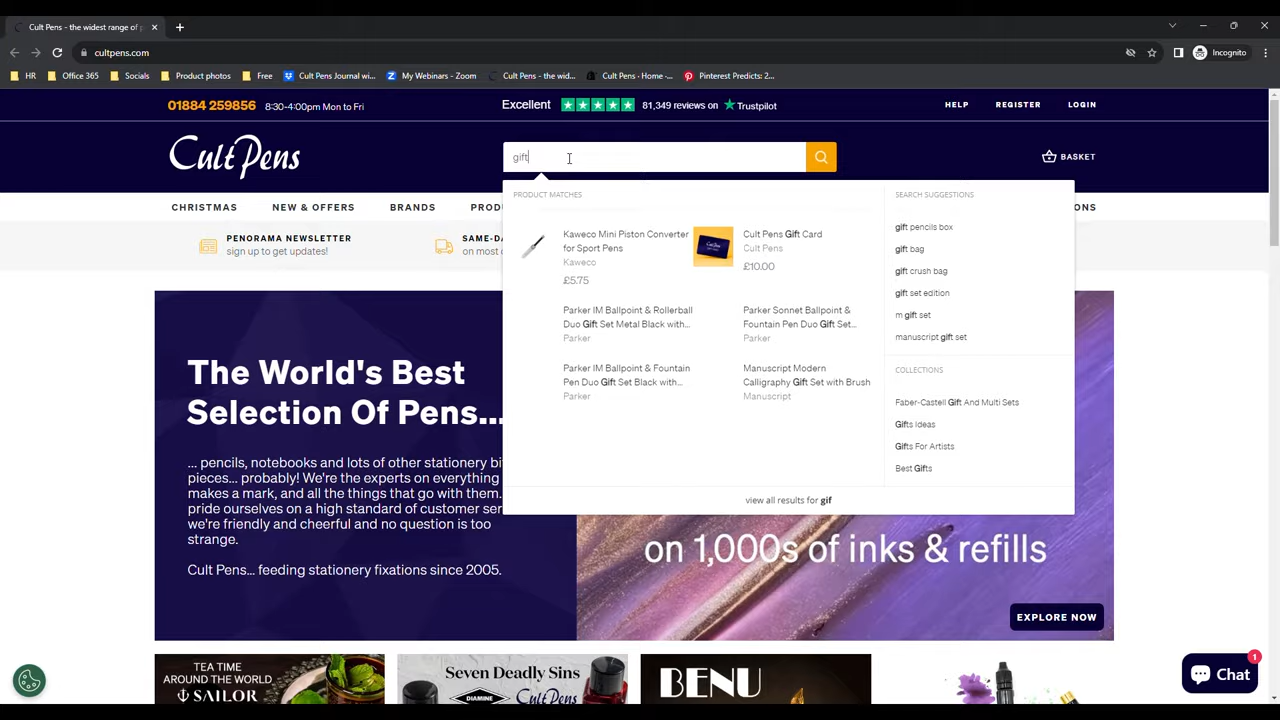 Cult Pens - the widest range of p
cultpens.com
Incognito
HR
Office 365
Socials
Product photos
Free
Cult Pens Journal wi...
My Webinars - Zoom
Cult Pens - the wid...
Cult Pens · Home -...
Pinterest Predicts: 2...
01884 259856 8:30-4:00pm Mon to Fri
Excellent 81,349 reviews on Trustpilot
HELP REGISTER LOGIN
Cult Pens
gift
BASKET
CHRISTMAS NEW & OFFERS BRANDS PRODU
ONS
PENORAMA NEWSLETTER
sign up to get updates!
SAME-DA
on most o
PRODUCT MATCHES
Kaweco Mini Piston Converter
for Sport Pens
Kaweco
£5.75
Cult Pens Gift Card
Cult Pens
£10.00
Parker IM Ballpoint & Rollerball
Duo Gift Set Metal Black with...
Parker
Parker Sonnet Ballpoint &
Fountain Pen Duo Gift Set...
Parker
Parker IM Ballpoint & Fountain
Pen Duo Gift Set Black with...
Parker
Manuscript Modern
Calligraphy Gift Set with Brush
Manuscript
SEARCH SUGGESTIONS
gift pencils box
gift bag
gift crush bag
gift set edition
m gift set
manuscript gift set
COLLECTIONS
Faber-Castell Gift And Multi Sets
Gifts Ideas
Gifts For Artists
Best Gifts
view all results for gif
The World's Best
Selection Of Pens...
... pencils, notebooks and lots of other stationery bi
pieces... probably! We're the experts on everything
makes a mark, and all the things that go with them.
pride ourselves on a high standard of customer ser
we're friendly and cheerful and no question is too
strange.
Cult Pens... feeding stationery fixations since 2005.
on 1,000s of inks & refills
EXPLORE NOW
TEA TIME
AROUND THE WORLD
SAILOR
Seven Deadly Sins
DIAMINE Cult Pens
BENU
Chat
1